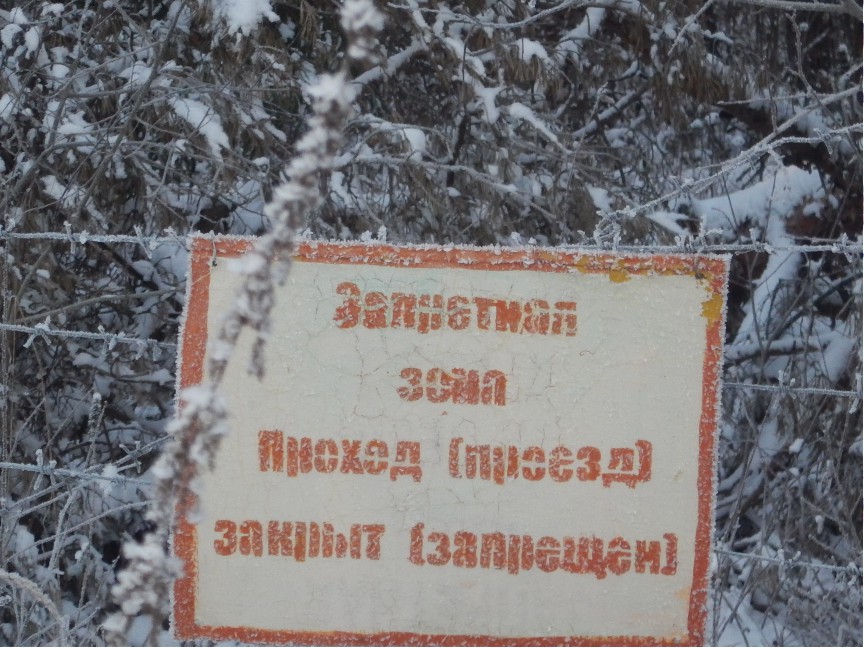 Запретная
зона
Проход (проезд)
закрыт (запрещен)